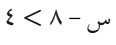 س – ٨ < ٤